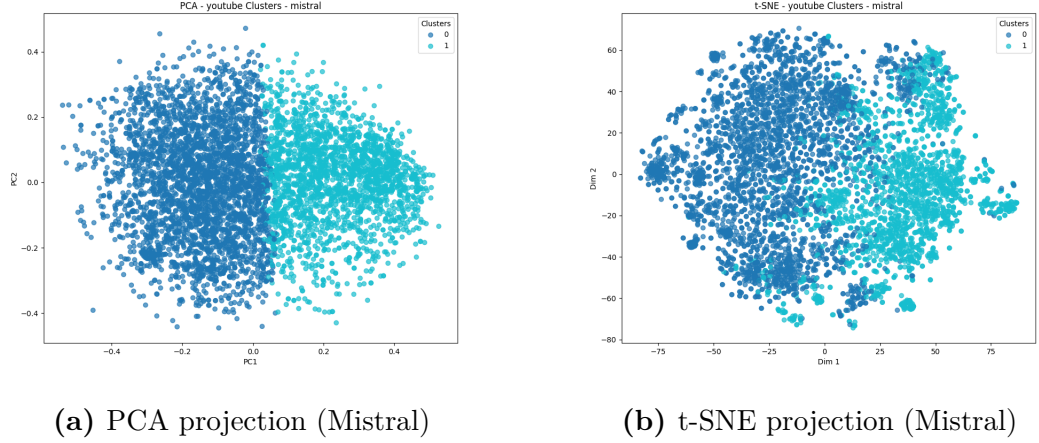 PCA - youtube Clusters - mistral
Clusters
0
1
0.4
0.2
0.0
−0.2
−0.4
PC2
−0.4
−0.2
0.0
0.2
0.4
PC1
(a) PCA projection (Mistral)
t-SNE - youtube Clusters - mistral
Clusters
0
1
60
40
20
0
−20
−40
−60
−80
Dim 2
−75
−50
−25
0
25
50
75
Dim 1
(b) t-SNE projection (Mistral)